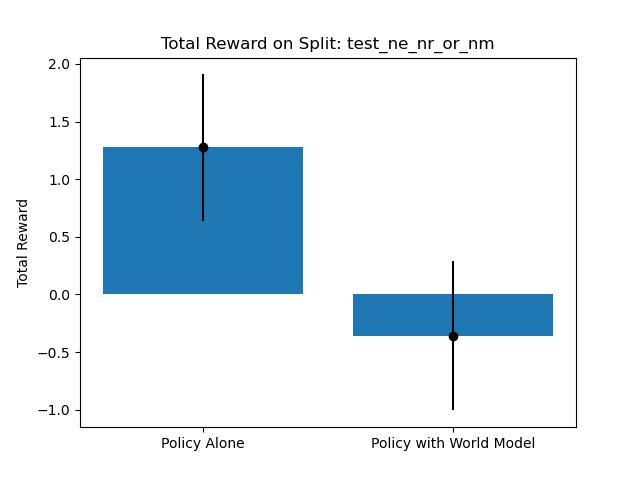 Total Reward on Split: test_ne_nr_or_nm
Total Reward
2.0
1.5
1.0
0.5
0.0
−0.5
−1.0
Policy Alone
Policy with World Model